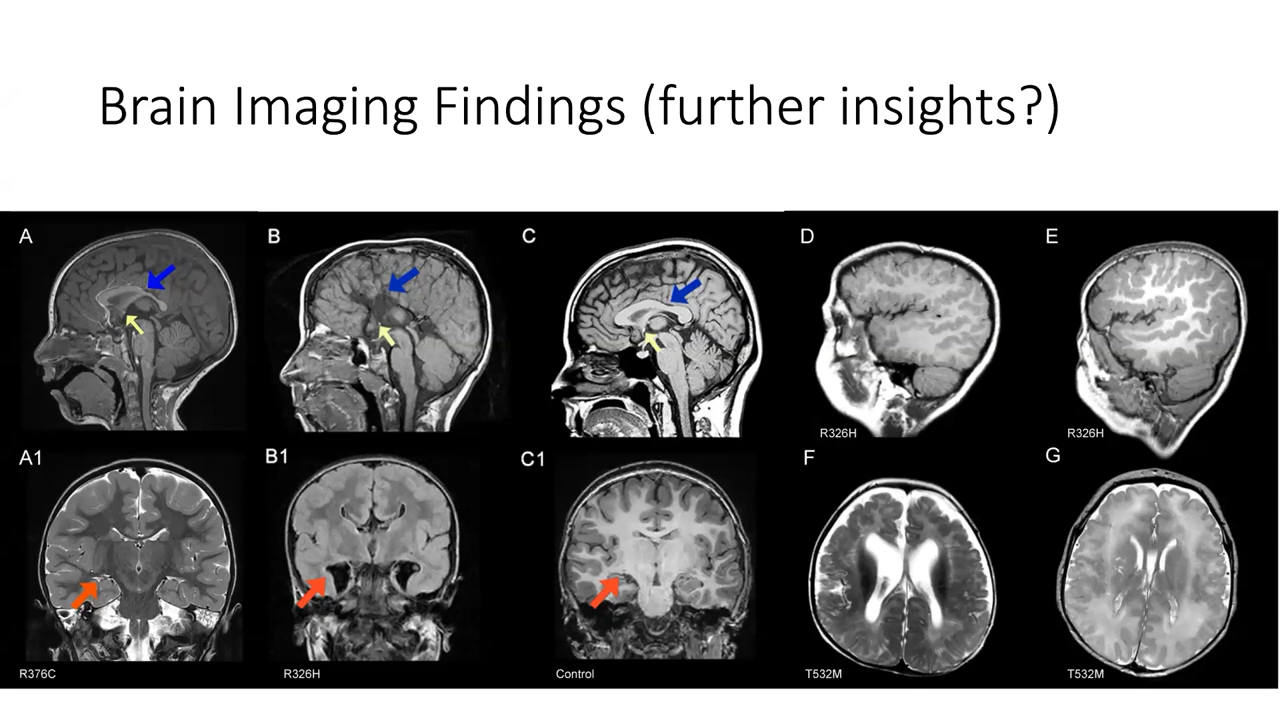 Brain Imaging Findings (further insights?)
A
B
C
D
E
R326H
R326H
A1
B1
C1
F
G
R376C
R326H
Control
T532M
T532M